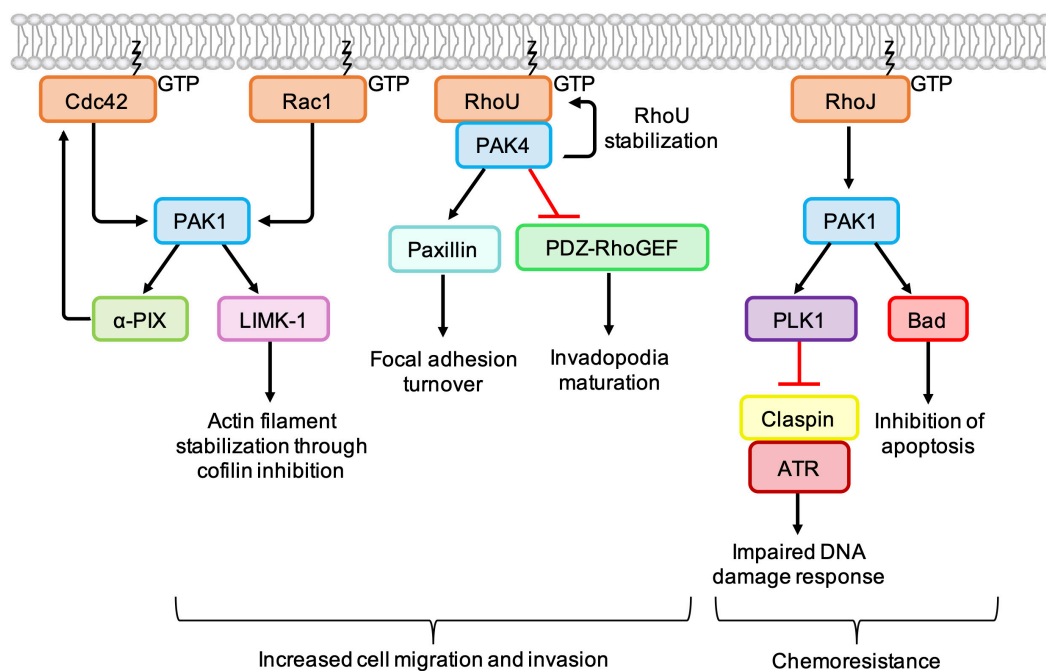 Cdc42
GTP
Rac1
GTP
RhoU
GTP
PAK4
RhoU
stabilization
RhoJ
GTP
PAK1
Paxillin
PDZ-RhoGEF
PAK1
α-PIX
LIMK-1
PLK1
Bad
Focal adhesion
turnover
Invadopodia
maturation
Actin filament
stabilization through
cofilin inhibition
Claspin
ATR
Inhibition of
apoptosis
Impaired DNA
damage response
Increased cell migration and invasion
Chemoresistance